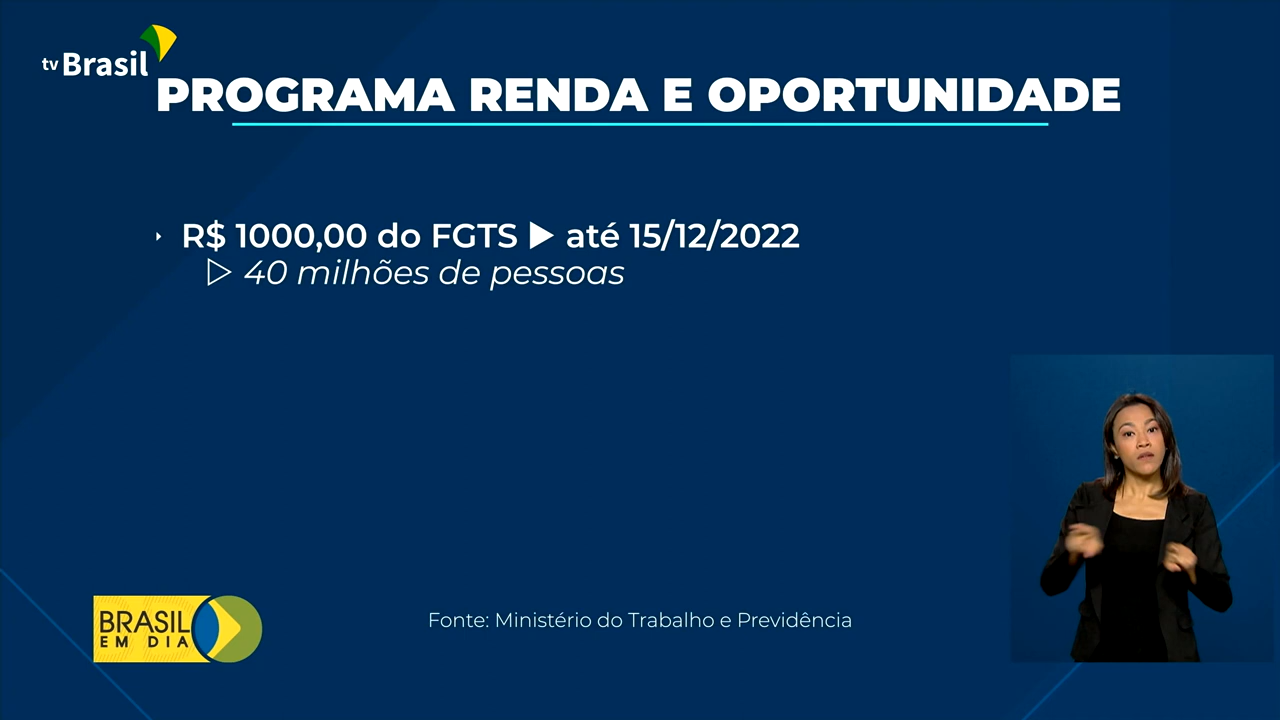 tv Brasil
PROGRAMA RENDA E OPORTUNIDADE
R$ 1000,00 do FGTS ▶ até 15/12/2022
▷ 40 milhões de pessoas
Fonte: Ministério do Trabalho e Previdência
BRASIL
EM DIA